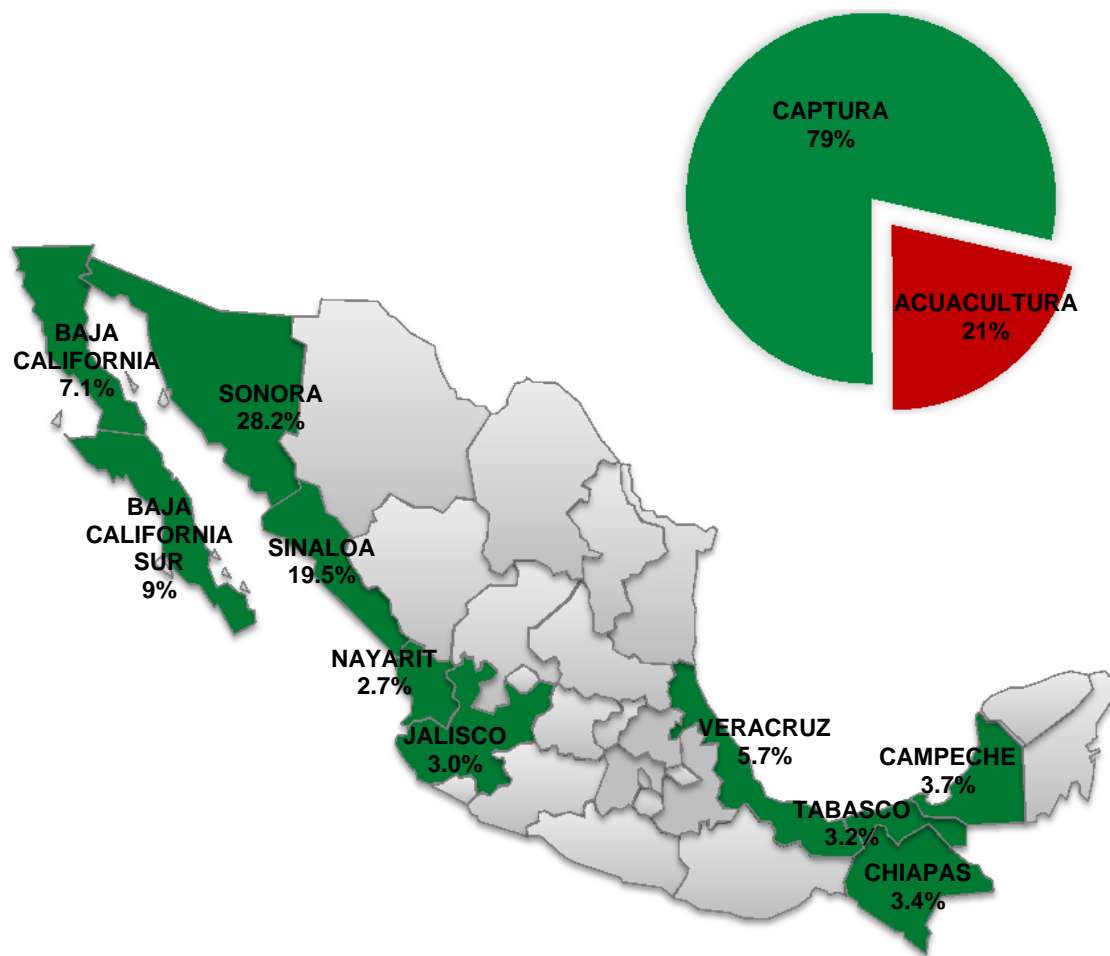 CAPTURA
79%
ACUACULTURA
21%
BAJA
CALIFORNIA
7.1%
SONORA
28.2%
BAJA
CALIFORNIA
SUR
9%
SINALOA
19.5%
NAYARIT
2.7%
JALISCO
3.0%
VERACRUZ
5.7%
CAMPECHE
3.7%
TABASCO
3.2%
CHIAPAS
3.4%